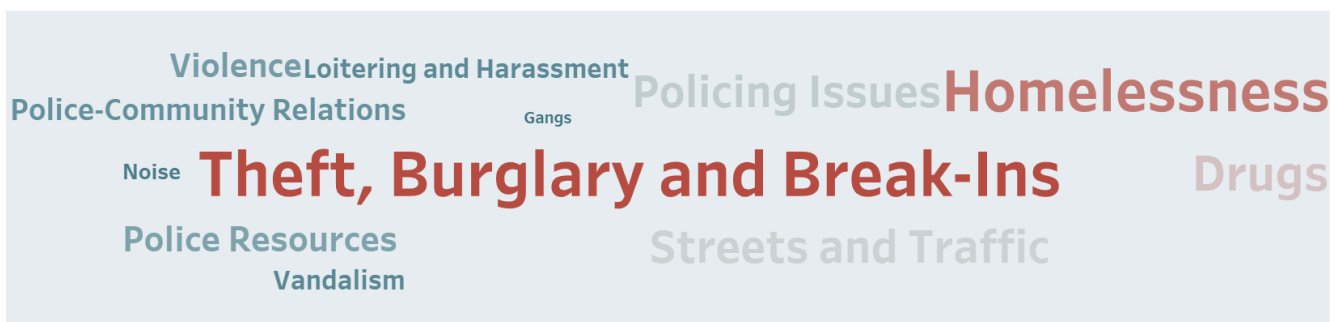 Violence
Loitering and Harassment
Policing Issues
Homelessness
Police-Community Relations
Gangs
Noise
Theft, Burglary and Break-Ins
Drugs
Police Resources
Streets and Traffic
Vandalism